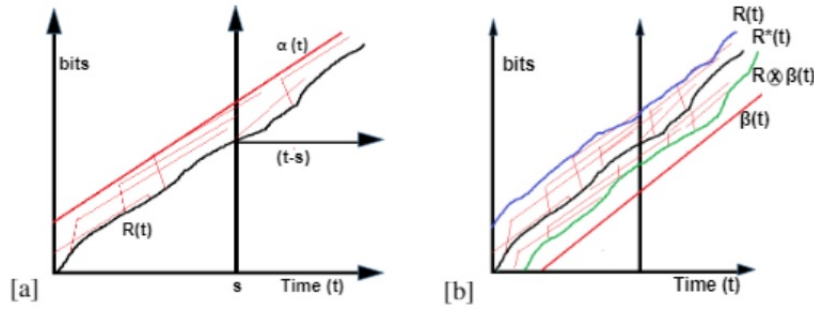 bits
α (t)
(t-s)
R(t)
s
Time (t)
[a]
bits
R(t)
R*(t)
R⊗β(t)
β(t)
Time (t)
[b]